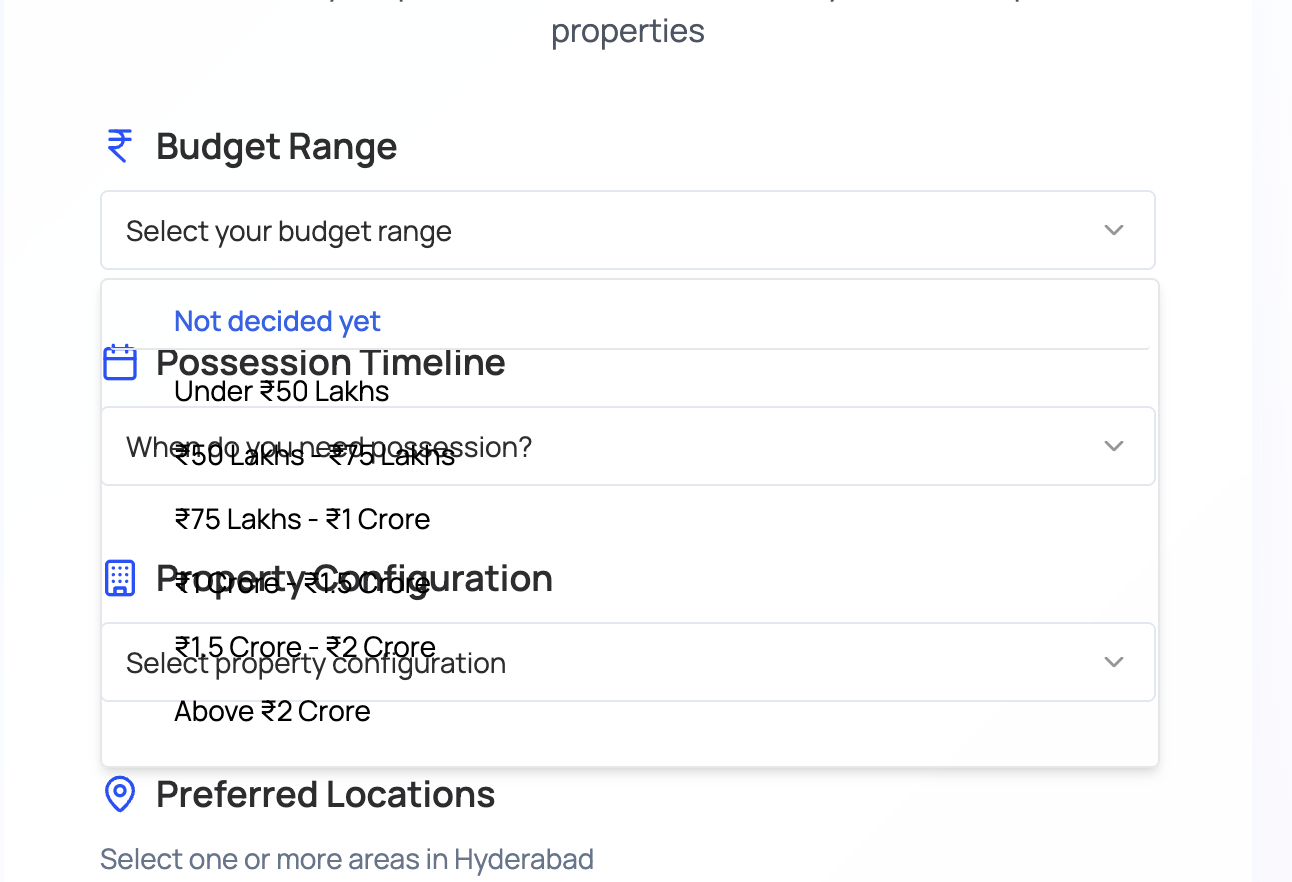 properties
Budget Range
Select your budget range
Not decided yet
Possession Timeline
Under ₹50 Lakhs
When do you need possession?
₹50 Lakhs - ₹75 Lakhs
₹75 Lakhs - ₹1 Crore
Property Configuration
₹1 Crore - ₹1.5 Crore
₹1.5 Crore - ₹2 Crore
Select property configuration
Above ₹2 Crore
Preferred Locations
Select one or more areas in Hyderabad